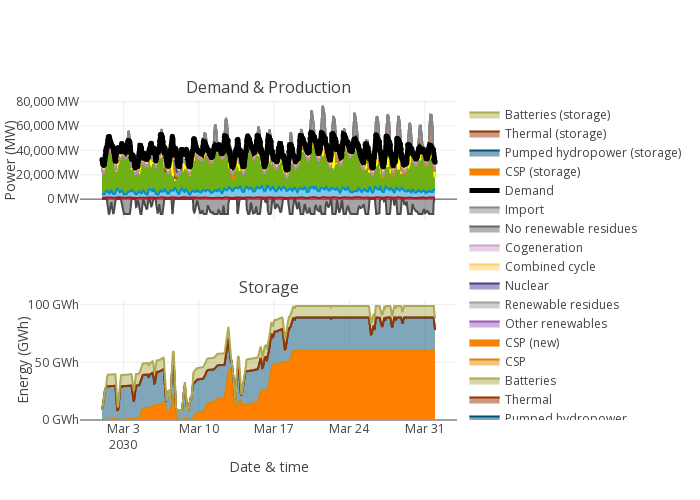 Demand & Production
80,000 MW
60,000 MW
40,000 MW
20,000 MW
0 MW
Power (MW)
Storage
100 GWh
50 GWh
0 GWh
Energy (GWh)
Mar 3
2030
Mar 10
Mar 17
Mar 24
Mar 31
Date & time
Batteries (storage)
Thermal (storage)
Pumped hydropower (storage)
CSP (storage)
Demand
Import
No renewable residues
Cogeneration
Combined cycle
Nuclear
Renewable residues
Other renewables
CSP (new)
CSP
Batteries
Thermal
Pumped hydropower